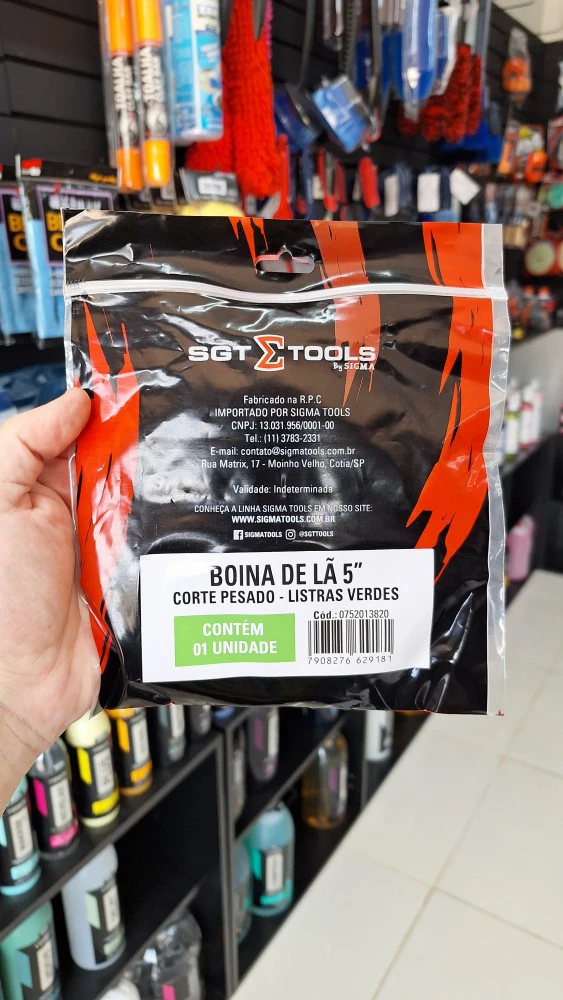 TOALHA
SGT Σ TOOLS
By SIGMA
Fabricado na R.P.C
IMPORTADO POR SIGMA TOOLS
CNPJ: 13.031.956/0001-00
Tel.: (11) 3783-2331
E-mail: contato@sigmatools.com.br
Rua Matrix, 17 - Moinho Velho, Cotia/SP
Validade: Indeterminada
CONHEÇA A LINHA SIGMA TOOLS EM NOSSO SITE:
WWW.SIGMATOOLS.COM.BR
SIGMATOOLS @SGTTOOLS
BOINA DE LÃ 5”
CORTE PESADO - LISTRAS VERDES
CONTÉM
01 UNIDADE
Cód.: 0752013820
7908276 629181